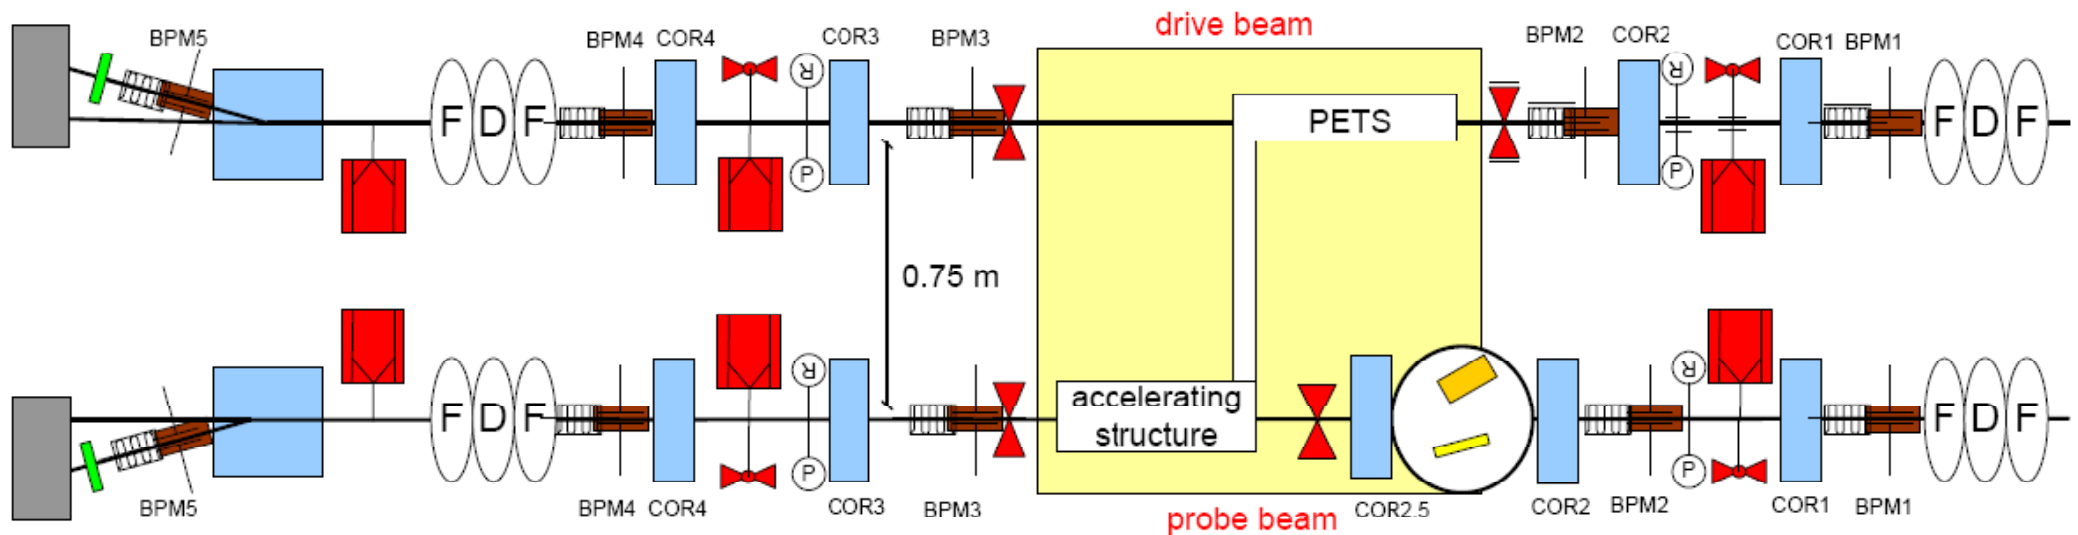 drive beam
BPM5
BPM4
COR4
COR3
BPM3
BPM2
COR2
COR1
BPM1
R
R
F D F
PETS
F D F
P
P
0.75 m
R
R
F D F
accelerating
structure
F D F
P
P
BPM5
BPM4
COR4
COR3
BPM3
COR2.5
COR2
BPM2
COR1
BPM1
probe beam